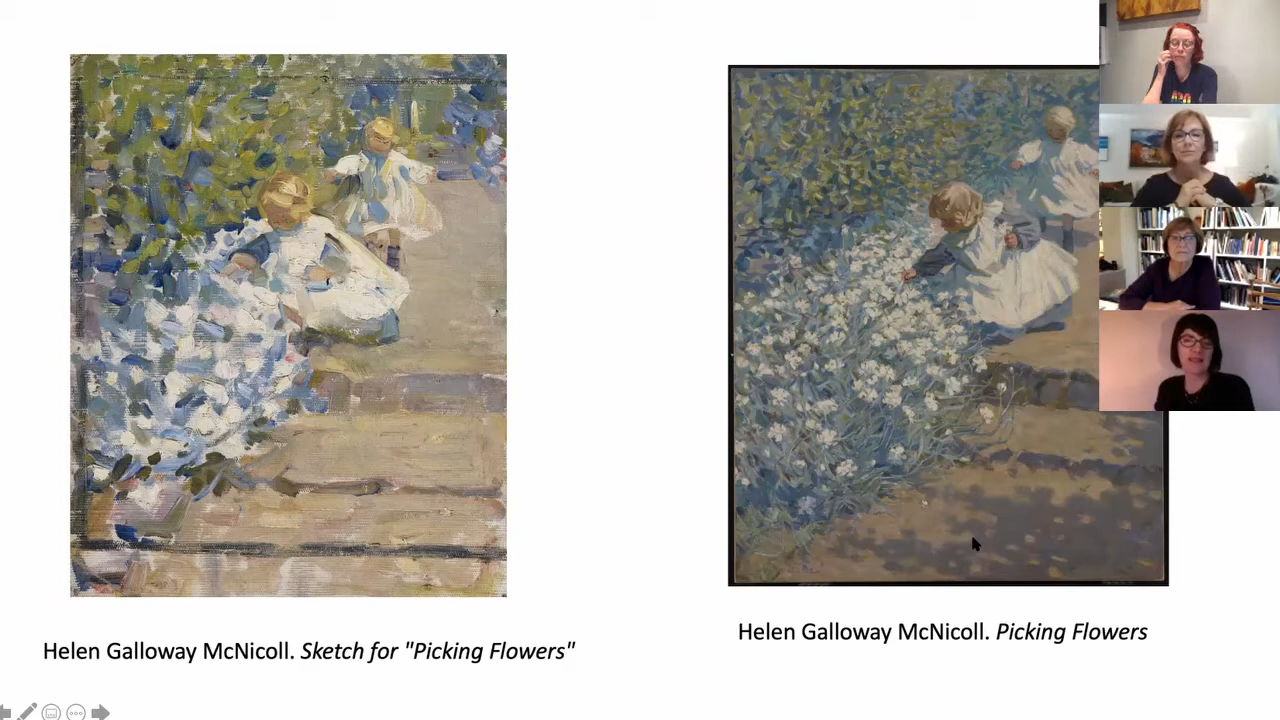 Helen Galloway McNicoll. Sketch for "Picking Flowers"
Helen Galloway McNicoll. Picking Flowers